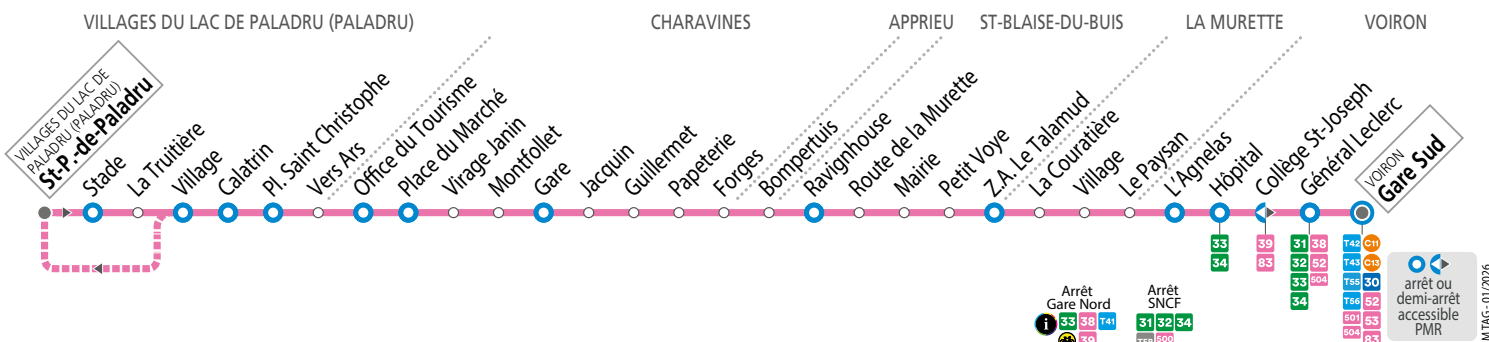 VILLAGES DU LAC DE PALADRU (PALADRU)
CHARAVINES
APPRIEU
ST-BLAISE-DU-BUIS
LA MURETTE
VOIRON
VILLAGES DU LAC DE
PALADRU (PALADRU)
St-P.-de-Paladru
Stade
La Truitière
Village
Calatrin
Pl. Saint Christophe
Vers Ars
Office du Tourisme
Place du Marché
Virage Janin
Montfollet
Gare
Jacquin
Guillermet
Papeterie
Forges
Bompertuis
Ravignhouse
Route de la Murette
Mairie
Petit Voye
Z.A. Le Talamud
La Couratière
Village
Le Paysan
L'Agnelas
Hôpital
Collège St-Joseph
Général Leclerc
VOIRON
Gare Sud
33
34
39
83
31 38
32 52
33 504
34
T42 C11
T43 C13
T55 30
T56 52
501 53
504 83
arrêt ou
demi-arrêt
accessible
PMR
Arrêt
Gare Nord
i 33 38 T41
39
Arrêt
SNCF
31 32 34
500
M TAG - 01/2026